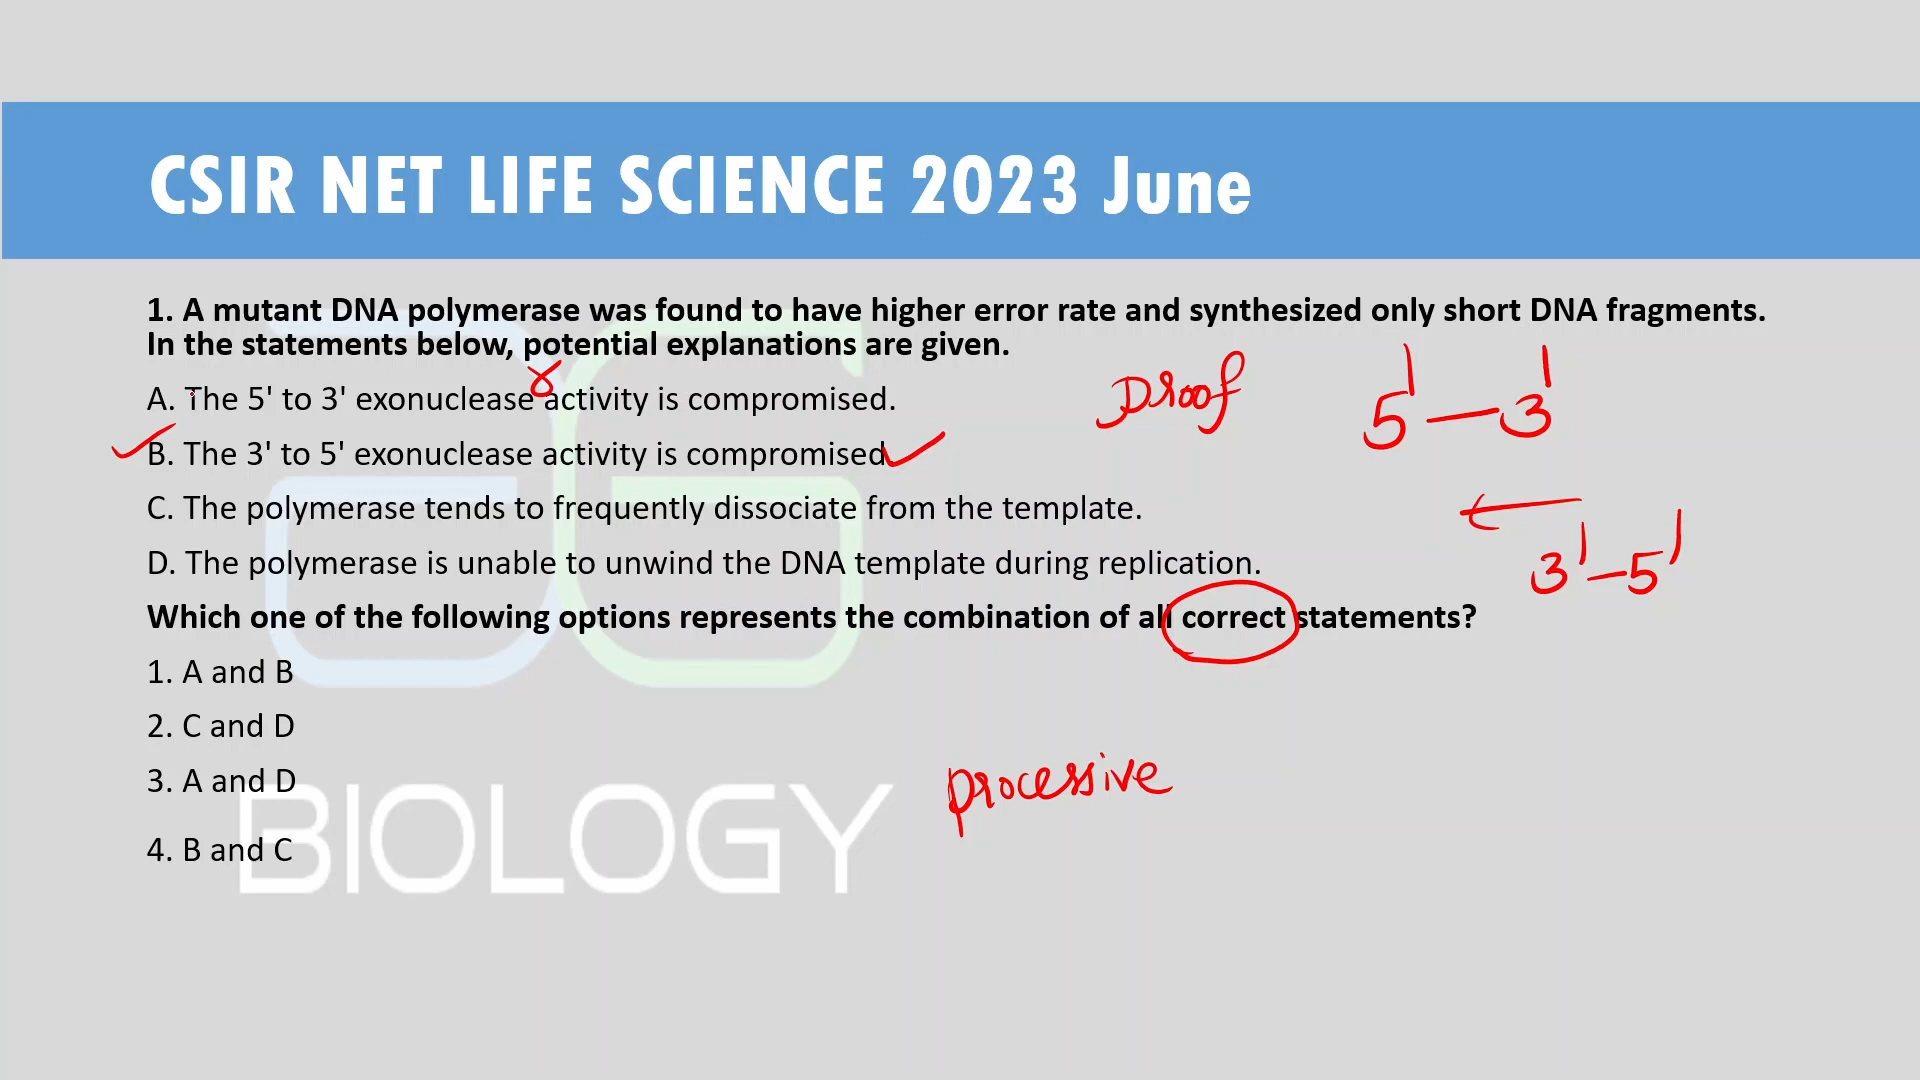 CSIR NET LIFE SCIENCE 2023 June
1. A mutant DNA polymerase was found to have higher error rate and synthesized only short DNA fragments.
In the statements below, potential explanations are given.
A. The 5' to 3' exonuclease activity is compromised.
Proof
5' — 3'
B. The 3' to 5' exonuclease activity is compromised.
C. The polymerase tends to frequently dissociate from the template.
D. The polymerase is unable to unwind the DNA template during replication.
3' — 5'
Which one of the following options represents the combination of all correct statements?
1. A and B
2. C and D
3. A and D
processive
4. B and C
BIOLOGY